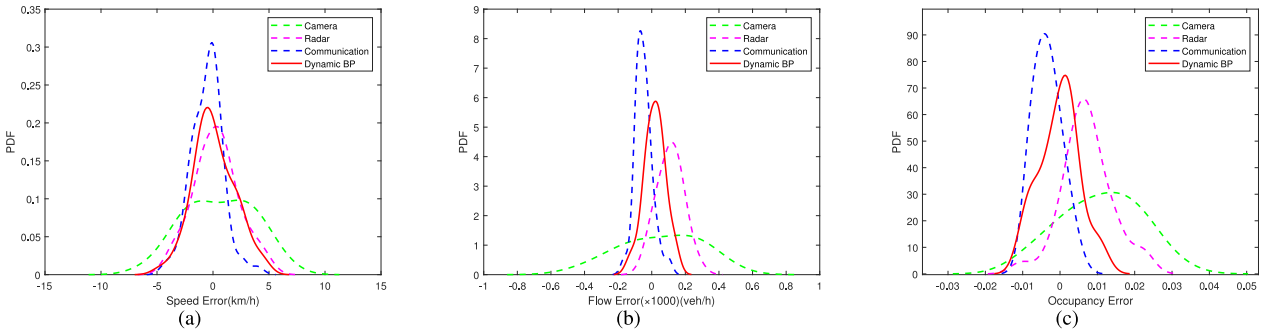 0.35
0.3
0.25
0.2
0.15
0.1
0.05
0
PDF
-15 -10 -5 0 5 10 15
Speed Error(km/h)
Camera
Radar
Communication
Dynamic BP
(a)
9
8
7
6
5
4
3
2
1
0
PDF
-1 -0.8 -0.6 -0.4 -0.2 0 0.2 0.4 0.6 0.8 1
Flow Error(×1000)(veh/h)
Camera
Radar
Communication
Dynamic BP
(b)
90
80
70
60
50
40
30
20
10
0
PDF
-0.03 -0.02 -0.01 0 0.01 0.02 0.03 0.04 0.05
Occupancy Error
Camera
Radar
Communication
Dynamic BP
(c)